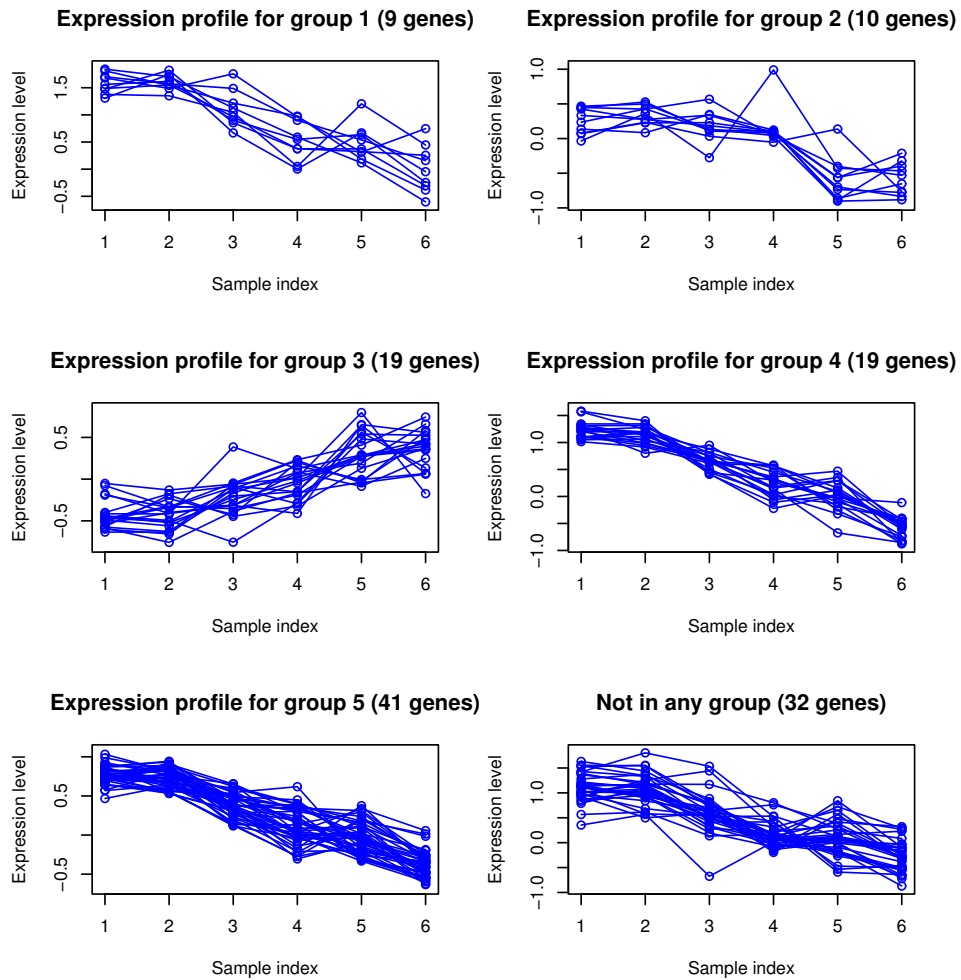 Expression profile for group 1 (9 genes)
Expression level
1.5
0.5
−0.5
1 2 3 4 5 6
Sample index
Expression profile for group 2 (10 genes)
Expression level
1.0
0.0
−1.0
1 2 3 4 5 6
Sample index
Expression profile for group 3 (19 genes)
Expression level
0.5
−0.5
1 2 3 4 5 6
Sample index
Expression profile for group 4 (19 genes)
Expression level
1.0
0.0
−1.0
1 2 3 4 5 6
Sample index
Expression profile for group 5 (41 genes)
Expression level
0.5
−0.5
1 2 3 4 5 6
Sample index
Not in any group (32 genes)
Expression level
1.0
0.0
−1.0
1 2 3 4 5 6
Sample index